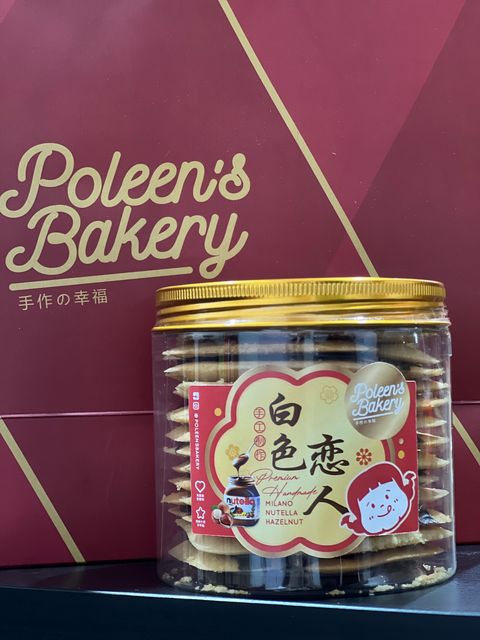 Poleen's
Bakery
手作の幸福
Poleen's
Bakery
手工制作
白色
恋人
@POLEENSBAKERY
Premium
Handmade
MILANO
NUTELLA
HAZELNUT
nutella